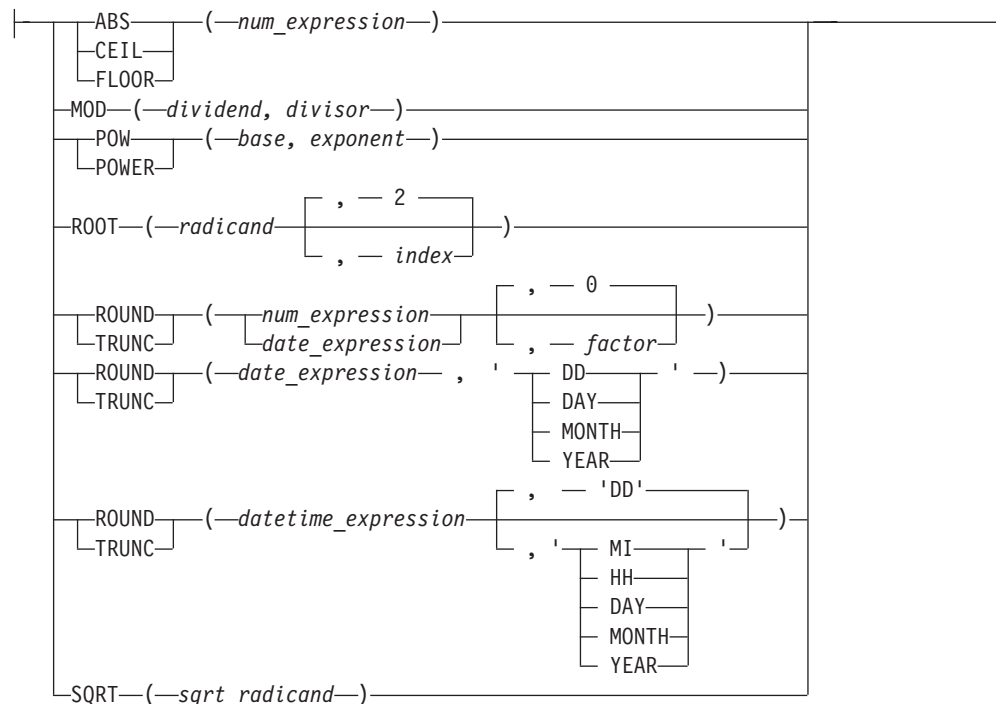 ABS ( num_expression )
CEIL
FLOOR
MOD ( dividend, divisor )
POW ( base, exponent )
POWER
, 2
ROOT ( radicand )
, index
, 0
ROUND ( num_expression )
TRUNC date_expression , factor
ROUND ( date_expression , ' DD ' )
TRUNC DAY
MONTH
YEAR
, 'DD'
ROUND ( datetime_expression )
TRUNC , ' MI '
HH
DAY
MONTH
YEAR
SQRT ( sqrt_radicand )